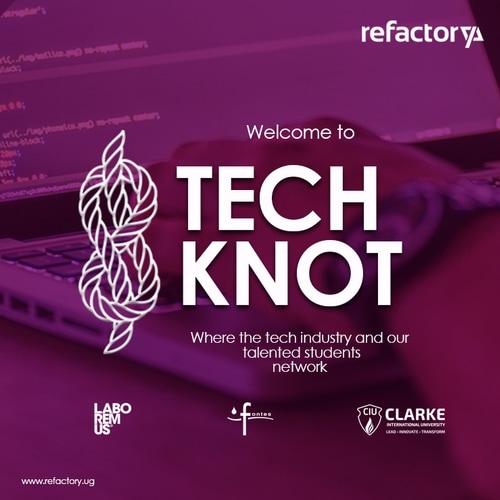 refactory
Welcome to
TECH
KNOT
Where the tech industry and our
talented students
network
LABO
REM
US
fontes
CIU
CLARKE
INTERNATIONAL UNIVERSITY
LEAD • INNOVATE • TRANSFORM
www.refactory.ug